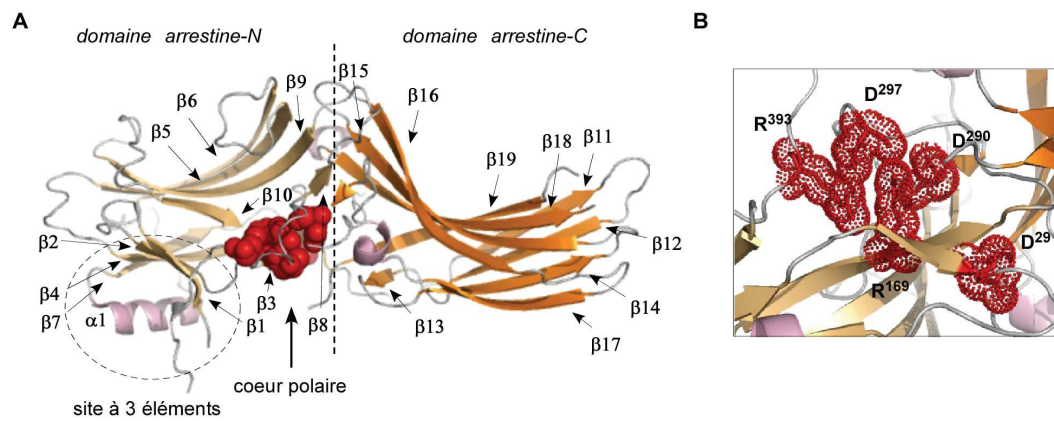 A
B
domaine arrestine-N
domaine arrestine-C
β9
β15
β16
β6
β5
β18
β11
β19
β10
β2
β12
β4
β3
β14
β7
α1
β1
β8
β13
β17
coeur polaire
site à 3 éléments
D297
R393
D290
D29
R169